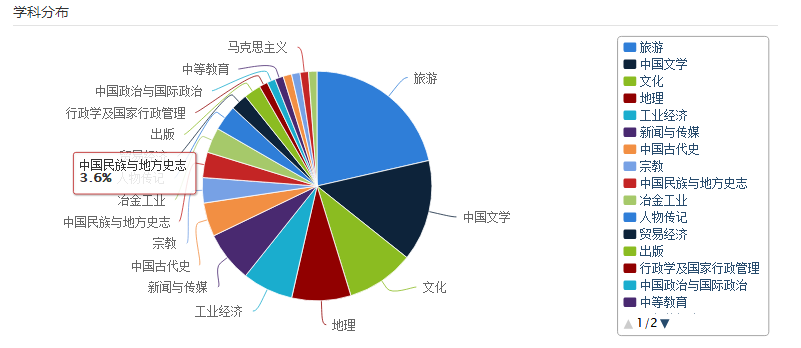 学科分布
马克思主义
中等教育
中国政治与国际政治
行政学及国家行政管理
出版
中国民族与地方史志
3.6%
人物传记
冶金工业
中国民族与地方史志
宗教
中国古代史
新闻与传媒
工业经济
地理
文化
中国文学
旅游
旅游
中国文学
文化
地理
工业经济
新闻与传媒
中国古代史
宗教
中国民族与地方史志
冶金工业
人物传记
贸易经济
出版
行政学及国家行政管理
中国政治与国际政治
中等教育
1/2